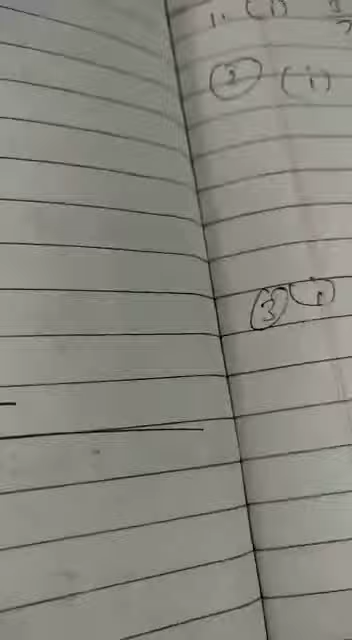 1. (i)
② (i)
③ (i)